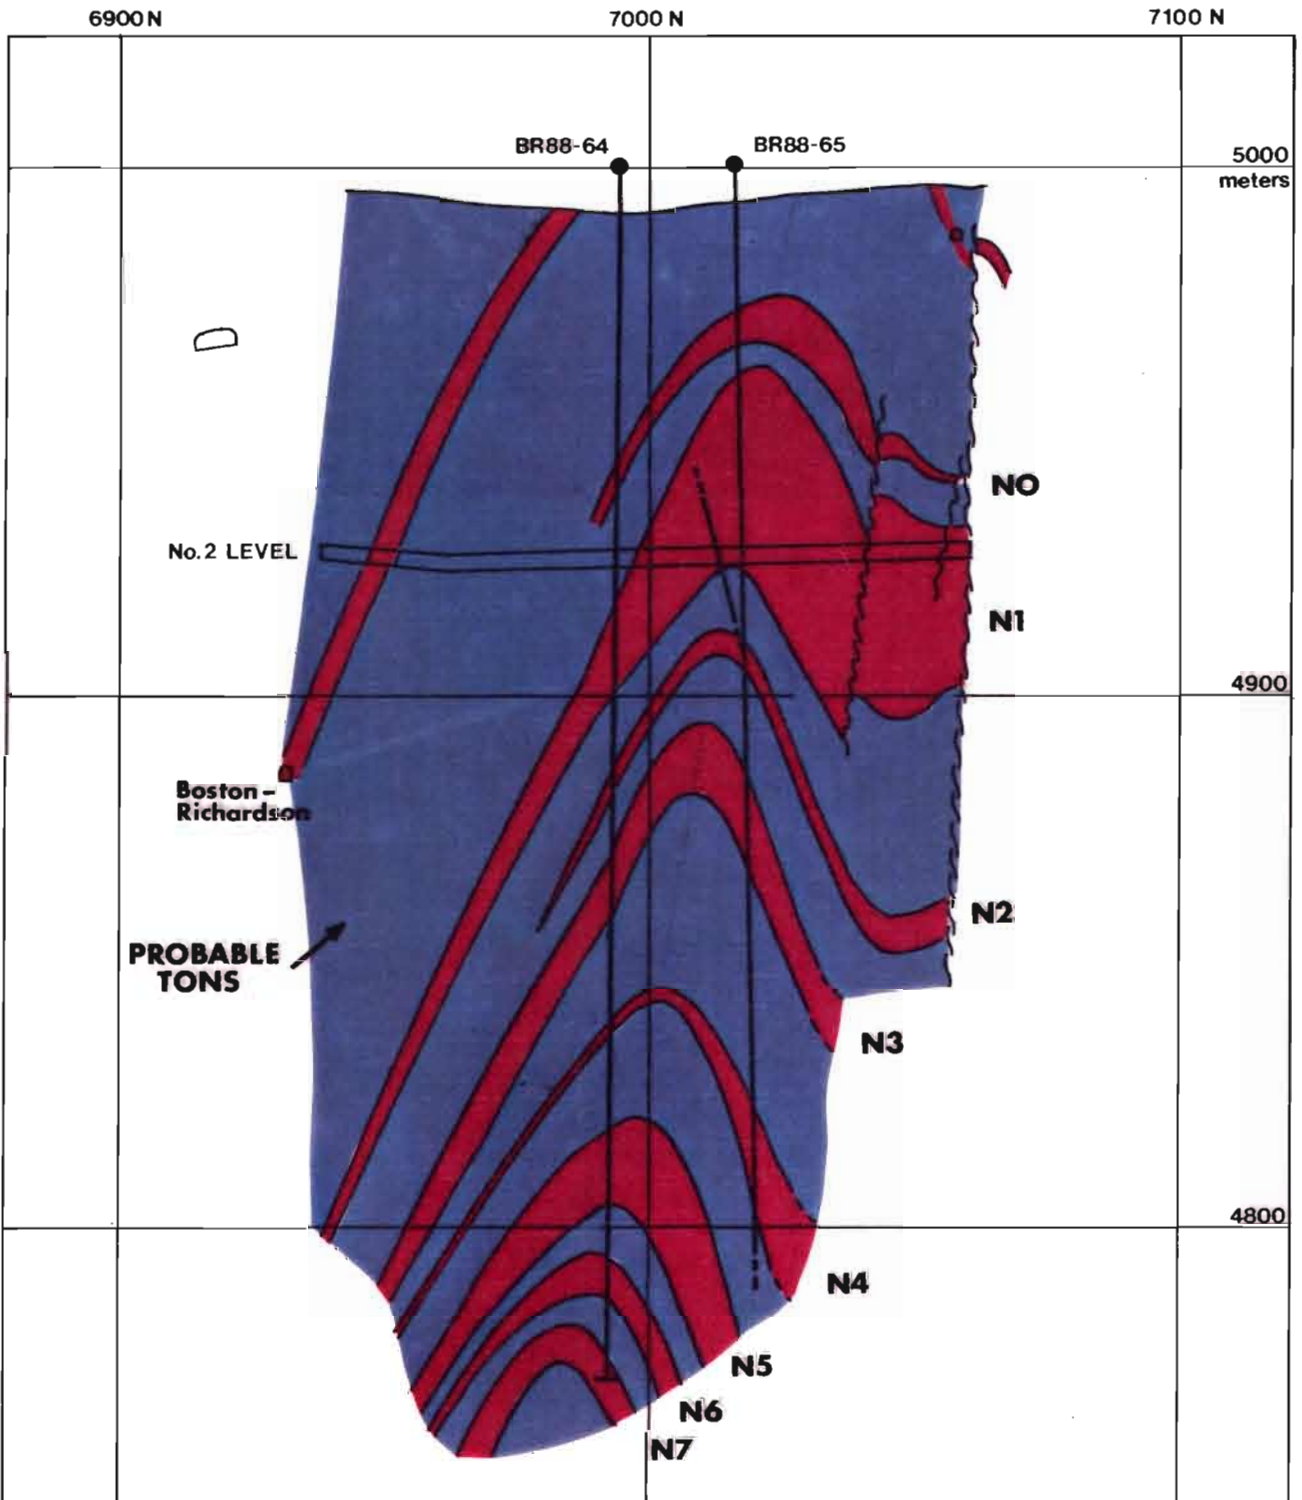 6900 N
7000 N
7100 N
BR88-64
BR88-65
5000
meters
NO
No. 2 LEVEL
N1
4900
Boston-
Richardson
N2
PROBABLE
TONS
N3
4800
N4
N5
N6
N7